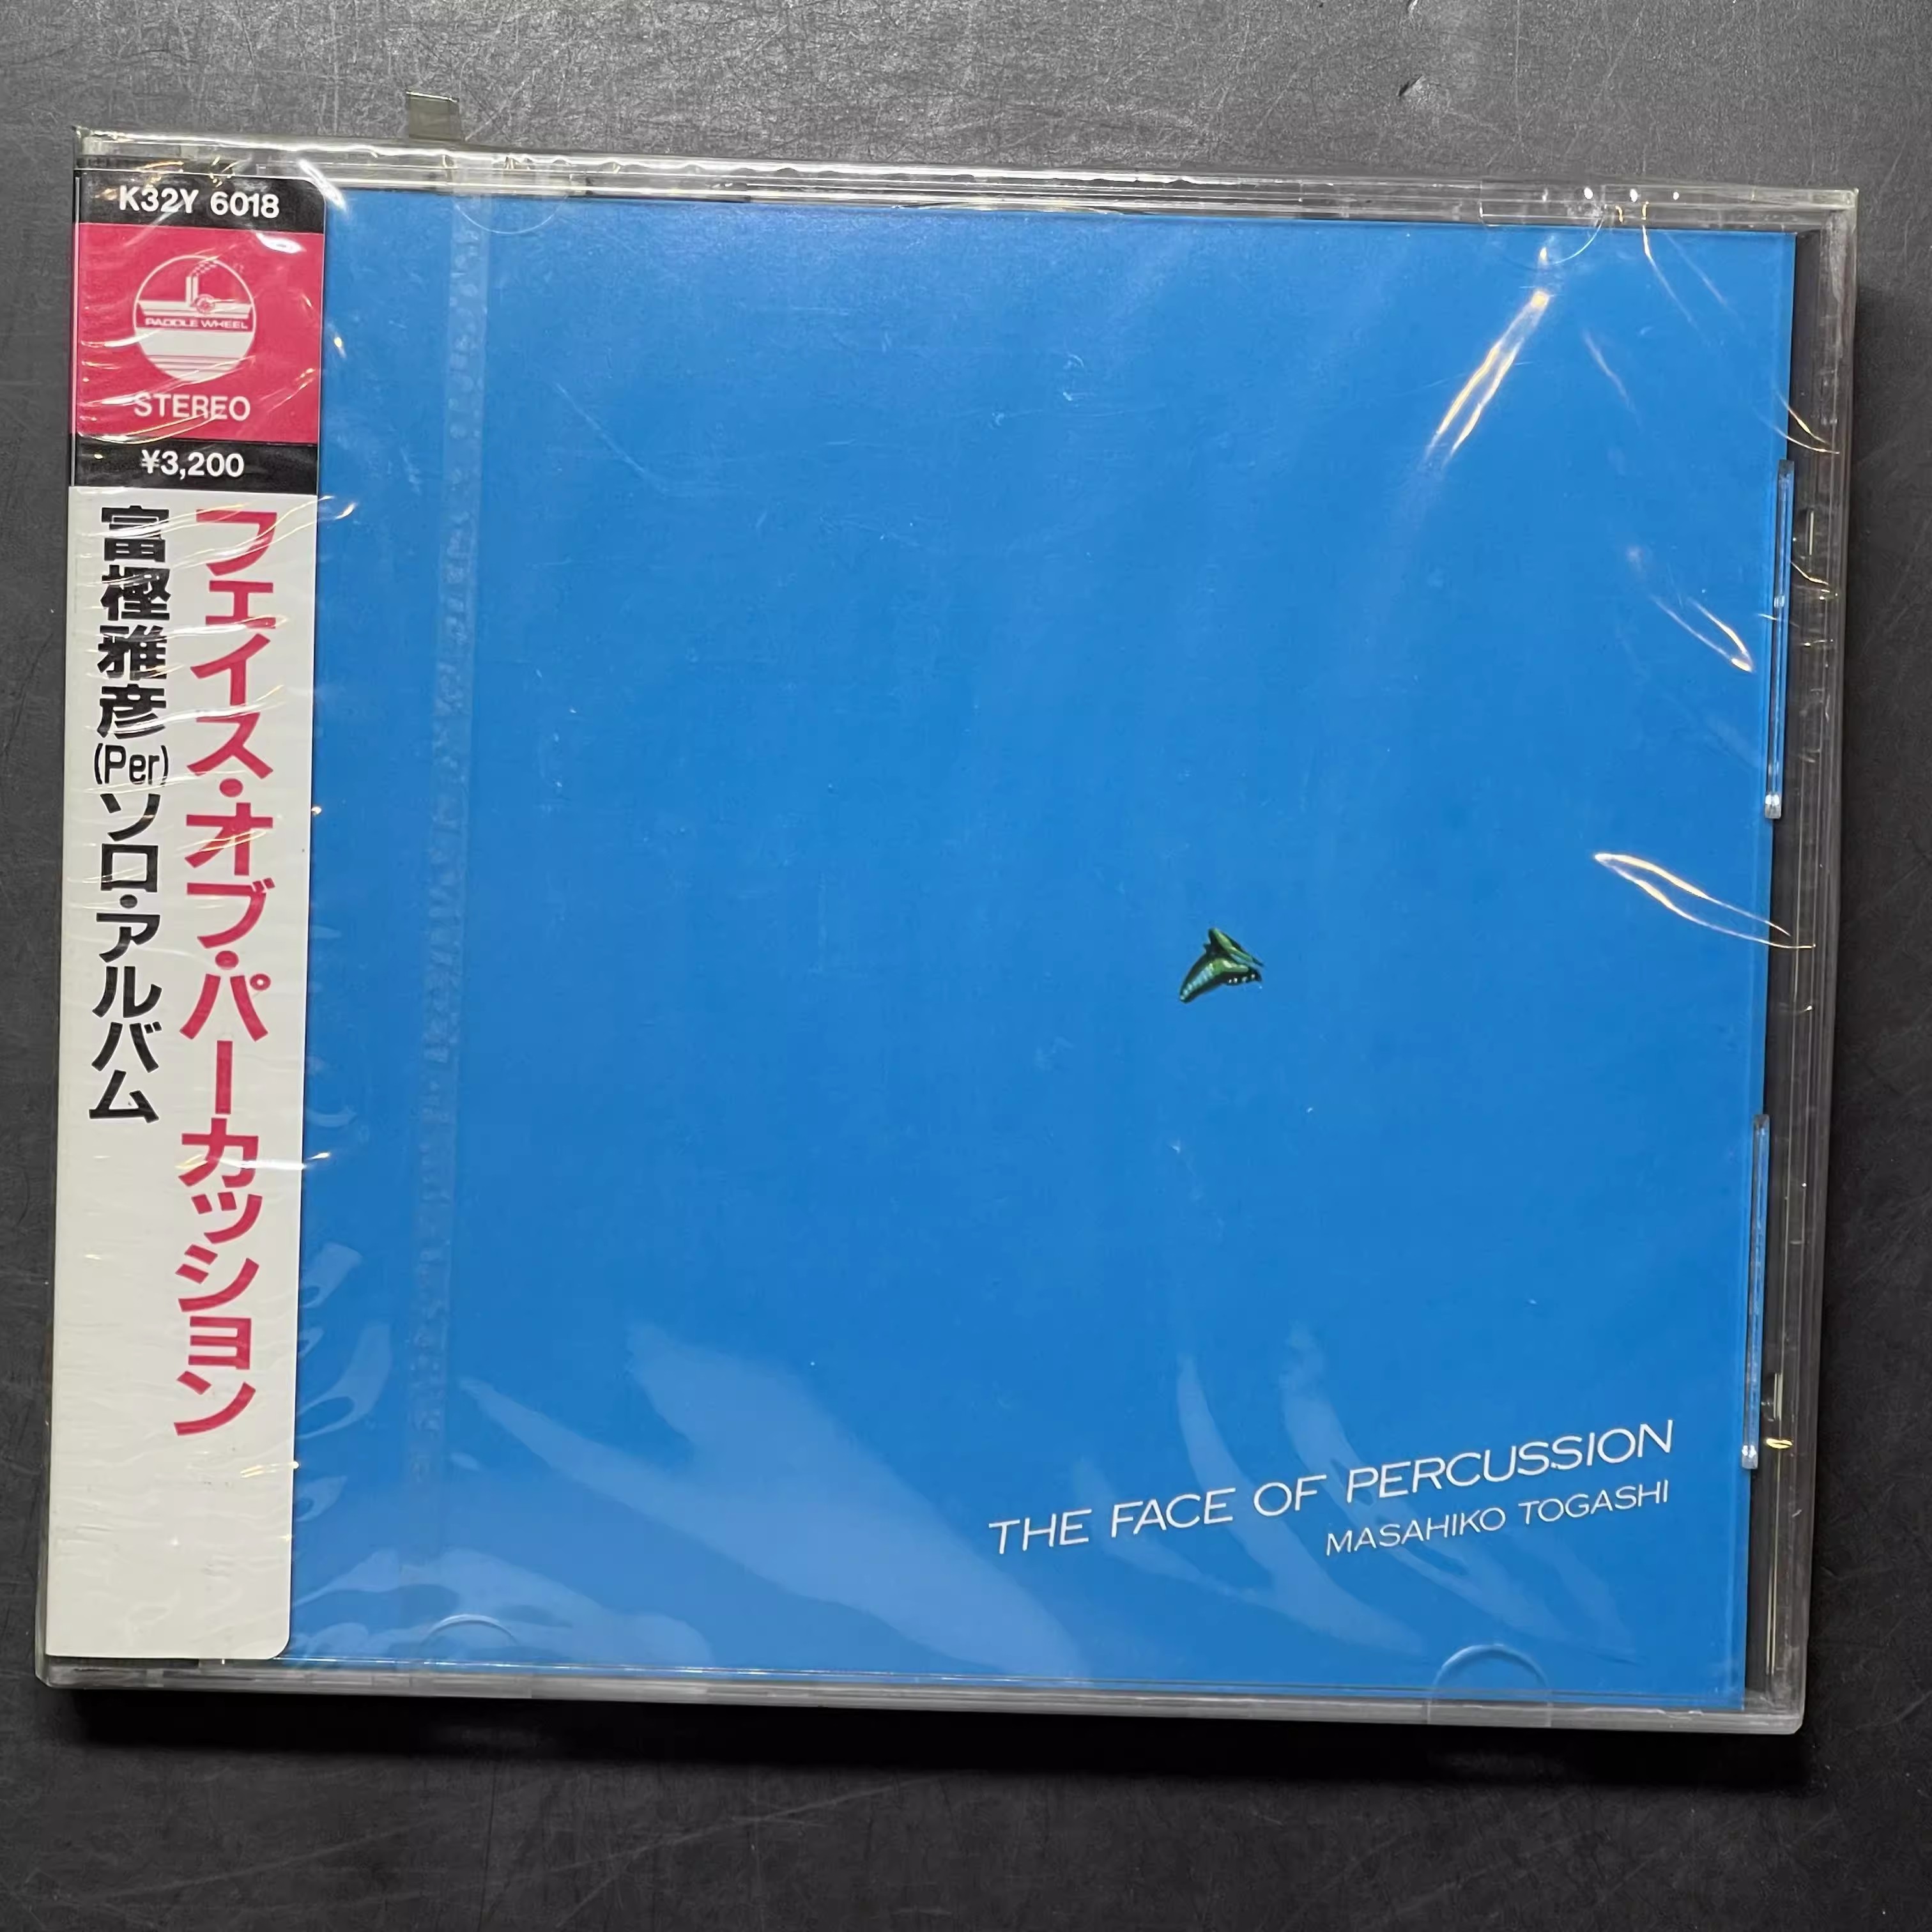 K32Y 6018
PADDLE WHEEL
STEREO
¥3,200
フェイス・オブ・パーカッション
富樫雅彦(Per)ソロ・アルバム
THE FACE OF PERCUSSION
MASAHIKO TOGASHI